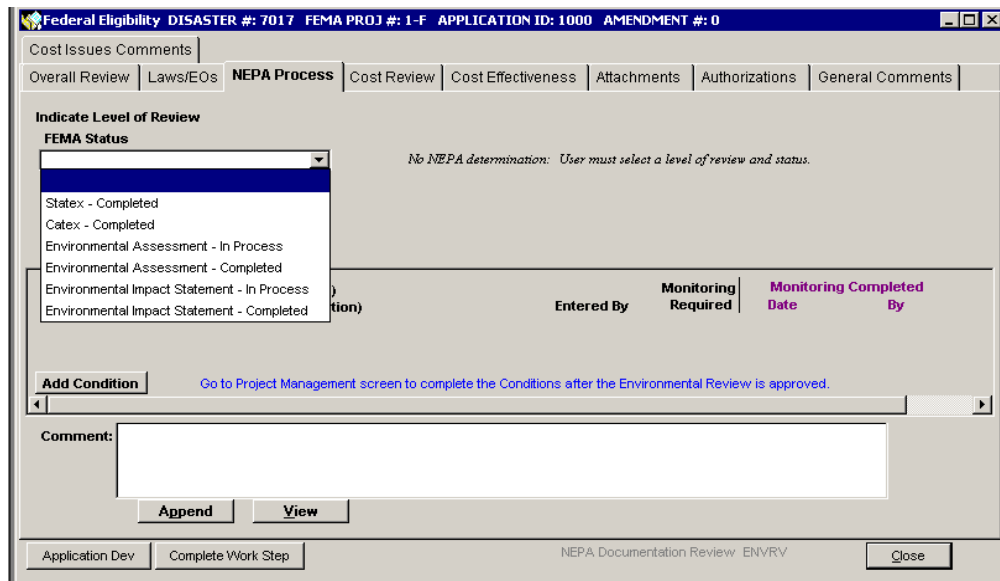 Federal Eligibility DISASTER #: 7017 FEMA PROJ #: 1-F APPLICATION ID: 1000 AMENDMENT #: 0
Cost Issues Comments
Overall Review Laws/EOs NEPA Process Cost Review Cost Effectiveness Attachments Authorizations General Comments
Indicate Level of Review
FEMA Status
No NEPA determination: User must select a level of review and status.
Statex - Completed
Catex - Completed
Environmental Assessment - In Process
Environmental Assessment - Completed
Environmental Impact Statement - In Process
Environmental Impact Statement - Completed
Monitoring Monitoring Completed
Entered By Required Date By
Add Condition Go to Project Management screen to complete the Conditions after the Environmental Review is approved.
Comment:
Append View
Application Dev Complete Work Step NEPA Documentation Review ENVRV Close